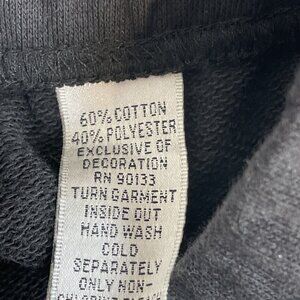 60% COTTON
40% POLYESTER
EXCLUSIVE OF
DECORATION
RN 90133
TURN GARMENT
INSIDE OUT
HAND WASH
COLD
SEPARATELY
ONLY NON-